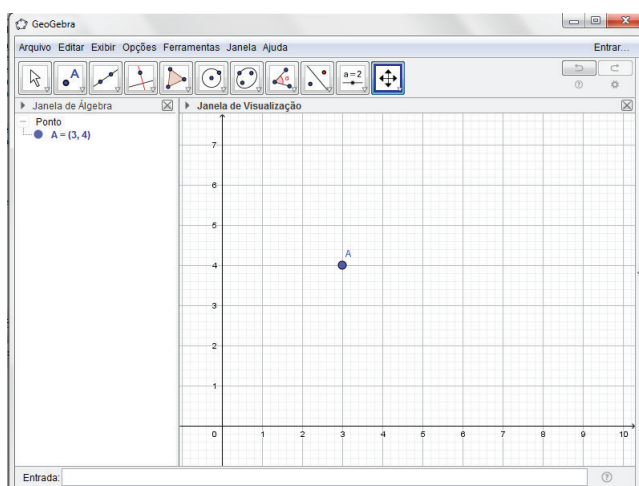 GeoGebra
Arquivo Editar Exibir Opções Ferramentas Janela Ajuda Entrar...
A
α
a=2
Janela de Álgebra
Janela de Visualização
Ponto
A = (3, 4)
7
6
5
A
4
3
2
1
0 1 2 3 4 5 6 7 8 9 10
Entrada: